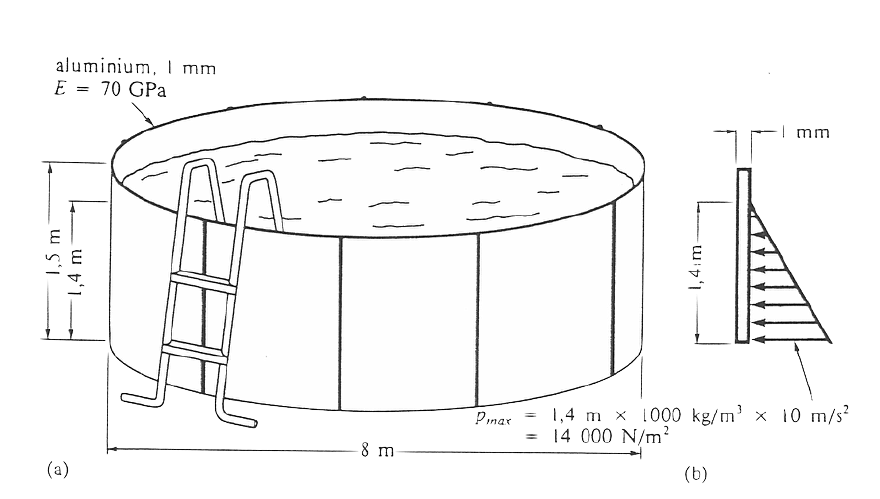 aluminium, 1 mm
E = 70 GPa
1 mm
1,5 m
1,4 m
1,4 m
p_max = 1,4 m × 1000 kg/m³ × 10 m/s²
= 14 000 N/m²
8 m
(a)
(b)